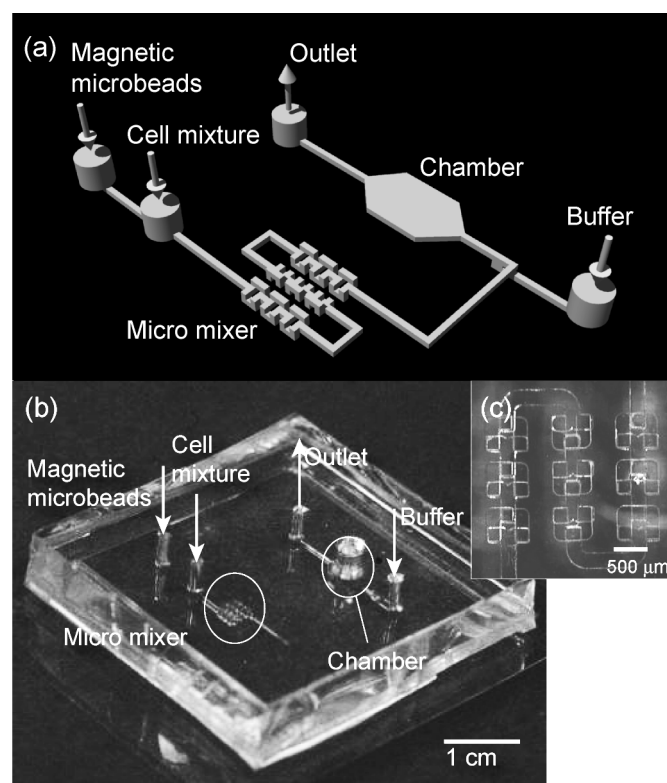 (a)
Magnetic
microbeads
Outlet
Cell mixture
Chamber
Buffer
Micro mixer
(b)
Magnetic
microbeads
Cell
mixture
Outlet
Buffer
Micro mixer
Chamber
1 cm
(c)
500 µm